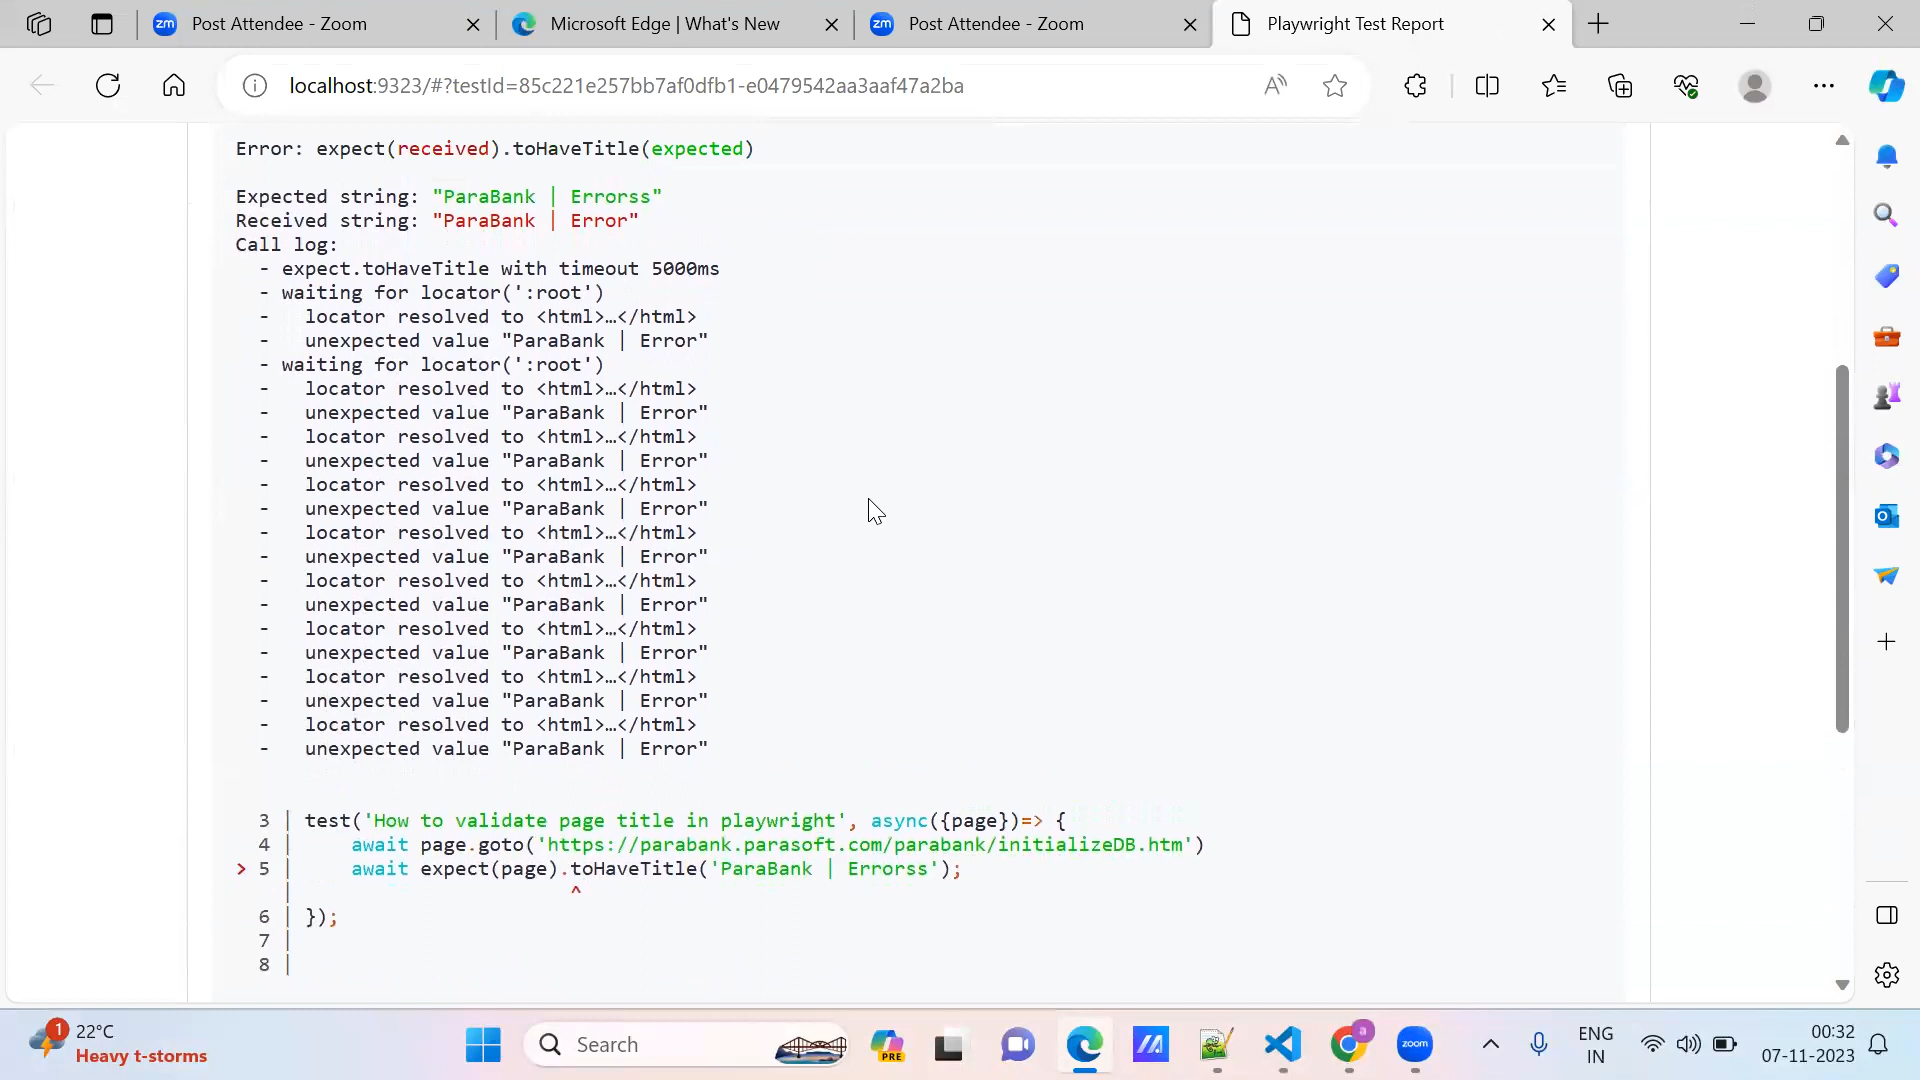 Post Attendee - Zoom
Microsoft Edge | What's New
Post Attendee - Zoom
Playwright Test Report
localhost:9323/#?testId=85c221e257bb7af0dfb1-e0479542aa3aaf47a2ba
Error: expect(received).toHaveTitle(expected)
Expected string: "ParaBank | Errorss"
Received string: "ParaBank | Error"
Call log:
- expect.toHaveTitle with timeout 5000ms
- waiting for locator(':root')
- locator resolved to <html>…</html>
- unexpected value "ParaBank | Error"
- waiting for locator(':root')
- locator resolved to <html>…</html>
- unexpected value "ParaBank | Error"
- locator resolved to <html>…</html>
- unexpected value "ParaBank | Error"
- locator resolved to <html>…</html>
- unexpected value "ParaBank | Error"
- locator resolved to <html>…</html>
- unexpected value "ParaBank | Error"
- locator resolved to <html>…</html>
- unexpected value "ParaBank | Error"
- locator resolved to <html>…</html>
- unexpected value "ParaBank | Error"
- locator resolved to <html>…</html>
- unexpected value "ParaBank | Error"
- locator resolved to <html>…</html>
- unexpected value "ParaBank | Error"
3 | test('How to validate page title in playwright', async({page})=> {
4 | await page.goto('https://parabank.parasoft.com/parabank/initializeDB.htm')
> 5 | await expect(page).toHaveTitle('ParaBank | Errorss');
| ^
6 | });
7 |
8 |
1
22°C
Heavy t-storms
Search
PRE
a
zoom
ENG
IN
00:32
07-11-2023